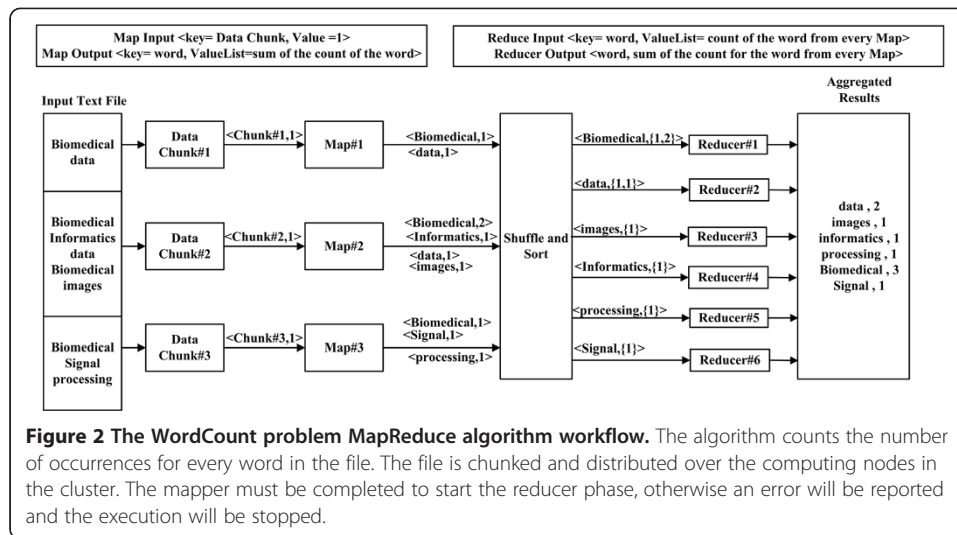 Map Input <key= Data Chunk, Value =1>
Map Output <key= word, ValueList=sum of the count of the word>
Reduce Input <key= word, ValueList= count of the word from every Map>
Reducer Output <word, sum of the count for the word from every Map>
Input Text File
Biomedical
data
Biomedical
Informatics
data
Biomedical
images
Biomedical
Signal
processing
Data
Chunk#1
Data
Chunk#2
Data
Chunk#3
<Chunk#1,1>
<Chunk#2,1>
<Chunk#3,1>
Map#1
Map#2
Map#3
<Biomedical,1>
<data,1>
<Biomedical,2>
<Informatics,1>
<data,1>
<images,1>
<Biomedical,1>
<Signal,1>
<processing,1>
Shuffle and
Sort
<Biomedical,{1,2}>
<data,{1,1}>
<images,{1}>
<Informatics,{1}>
<processing,{1}>
<Signal,{1}>
Reducer#1
Reducer#2
Reducer#3
Reducer#4
Reducer#5
Reducer#6
Aggregated
Results
data , 2
images , 1
informatics , 1
processing , 1
Biomedical , 3
Signal , 1
Figure 2 The WordCount problem MapReduce algorithm workflow. The algorithm counts the number
of occurrences for every word in the file. The file is chunked and distributed over the computing nodes in
the cluster. The mapper must be completed to start the reducer phase, otherwise an error will be reported
and the execution will be stopped.